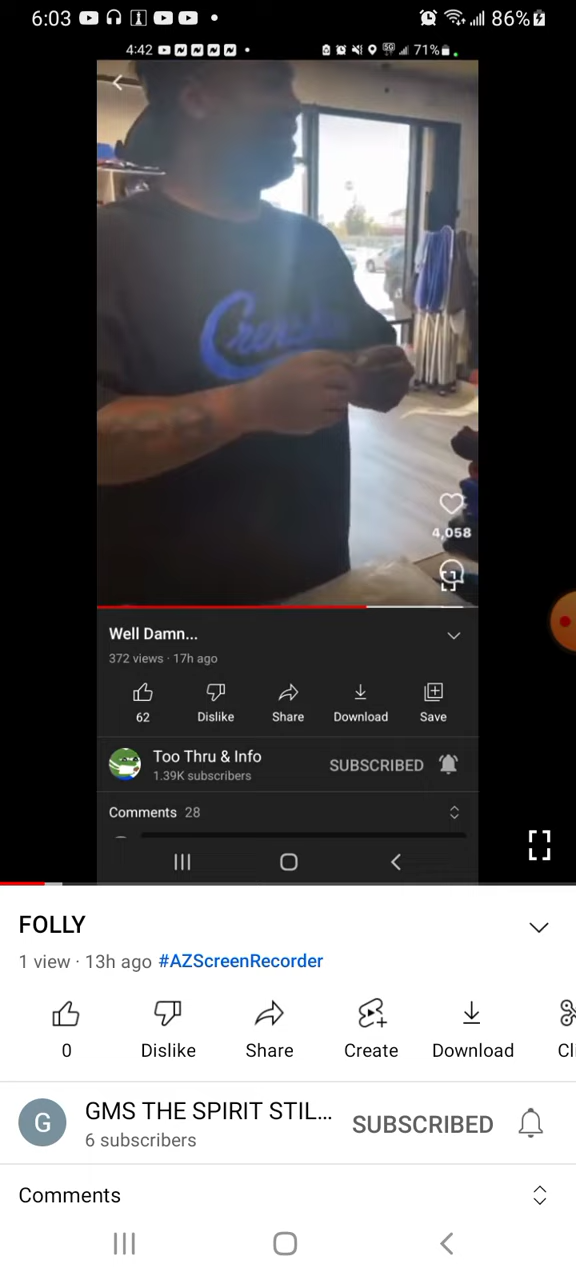 6:03
86%
4:42
5G
71%
4,058
Well Damn...
372 views · 17h ago
62
Dislike
Share
Download
Save
Too Thru & Info
1.39K subscribers
SUBSCRIBED
Comments 28
FOLLY
1 view · 13h ago #AZScreenRecorder
0
Dislike
Share
Create
Download
Cli
G
GMS THE SPIRIT STIL...
6 subscribers
SUBSCRIBED
Comments